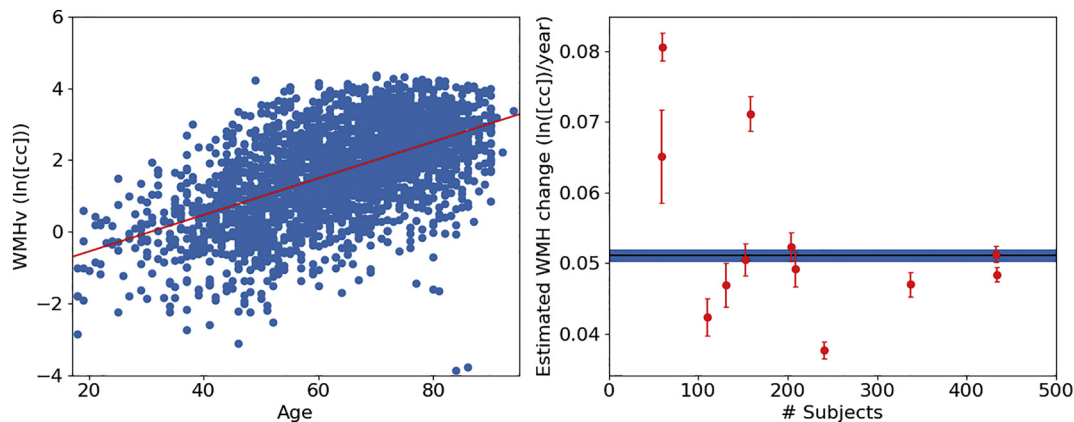 6
4
2
0
−2
−4
WMHv (ln([cc]))
20 40 60 80
Age
0.08
0.07
0.06
0.05
0.04
Estimated WMH change (ln([cc])/year)
0 100 200 300 400 500
# Subjects